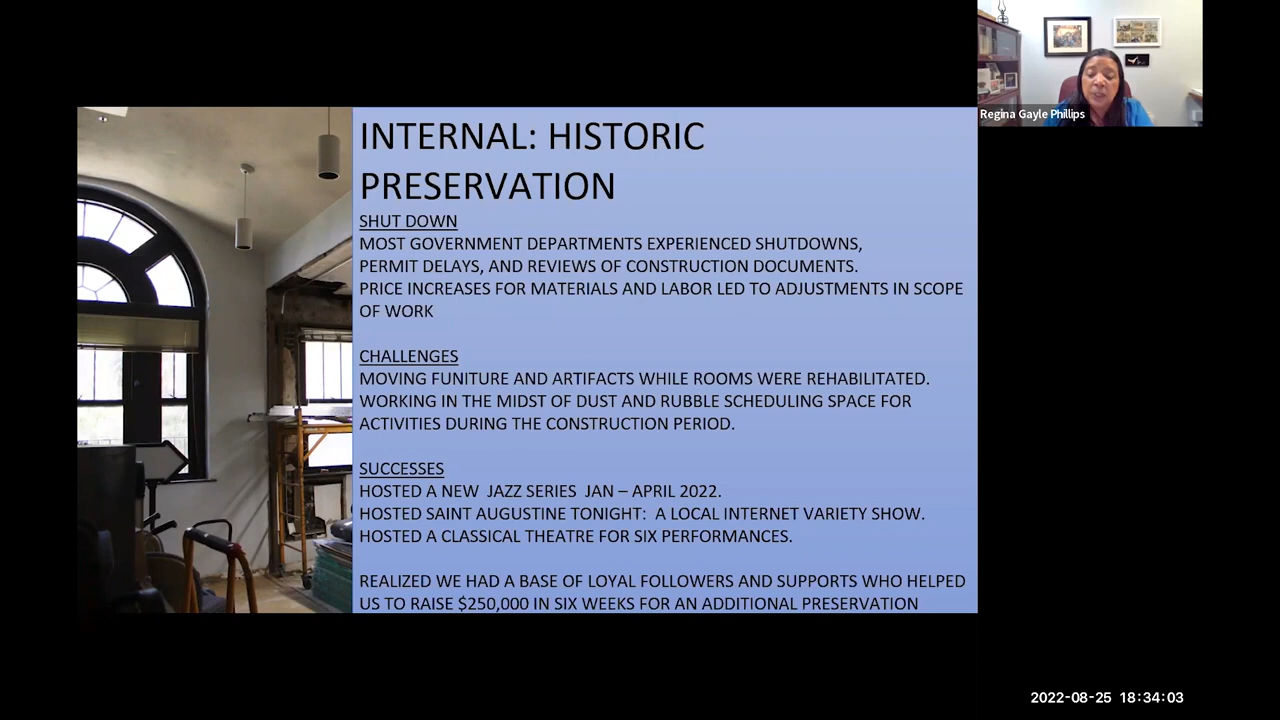 INTERNAL: HISTORIC
PRESERVATION
SHUT DOWN
MOST GOVERNMENT DEPARTMENTS EXPERIENCED SHUTDOWNS,
PERMIT DELAYS, AND REVIEWS OF CONSTRUCTION DOCUMENTS.
PRICE INCREASES FOR MATERIALS AND LABOR LED TO ADJUSTMENTS IN SCOPE
OF WORK
CHALLENGES
MOVING FUNITURE AND ARTIFACTS WHILE ROOMS WERE REHABILITATED.
WORKING IN THE MIDST OF DUST AND RUBBLE SCHEDULING SPACE FOR
ACTIVITIES DURING THE CONSTRUCTION PERIOD.
SUCCESSES
HOSTED A NEW  JAZZ SERIES  JAN – APRIL 2022.
HOSTED SAINT AUGUSTINE TONIGHT:  A LOCAL INTERNET VARIETY SHOW.
HOSTED A CLASSICAL THEATRE FOR SIX PERFORMANCES.
REALIZED WE HAD A BASE OF LOYAL FOLLOWERS AND SUPPORTS WHO HELPED
US TO RAISE $250,000 IN SIX WEEKS FOR AN ADDITIONAL PRESERVATION
Regina Gayle Phillips
2022-08-25 18:34:03